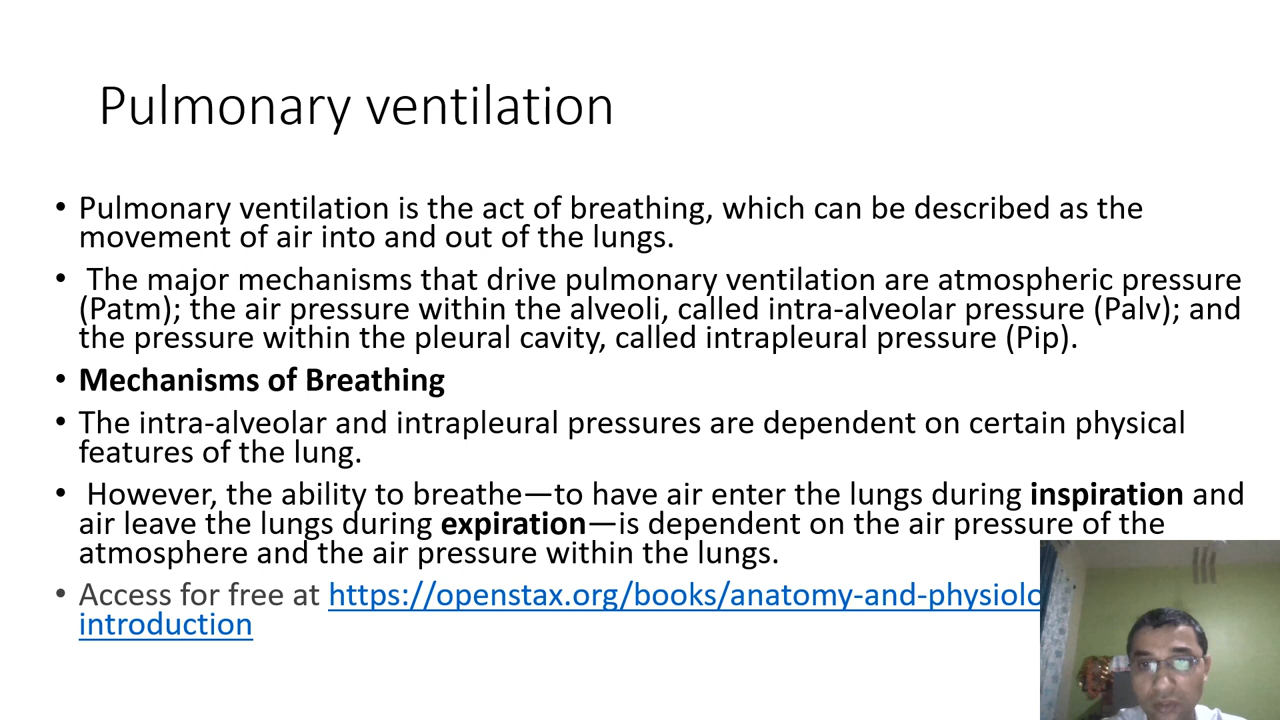 Pulmonary ventilation
• Pulmonary ventilation is the act of breathing, which can be described as the
movement of air into and out of the lungs.
• The major mechanisms that drive pulmonary ventilation are atmospheric pressure
(Patm); the air pressure within the alveoli, called intra-alveolar pressure (Palv); and
the pressure within the pleural cavity, called intrapleural pressure (Pip).
• Mechanisms of Breathing
• The intra-alveolar and intrapleural pressures are dependent on certain physical
features of the lung.
• However, the ability to breathe—to have air enter the lungs during inspiration and
air leave the lungs during expiration—is dependent on the air pressure of the
atmosphere and the air pressure within the lungs.
• Access for free at https://openstax.org/books/anatomy-and-physiolo
introduction